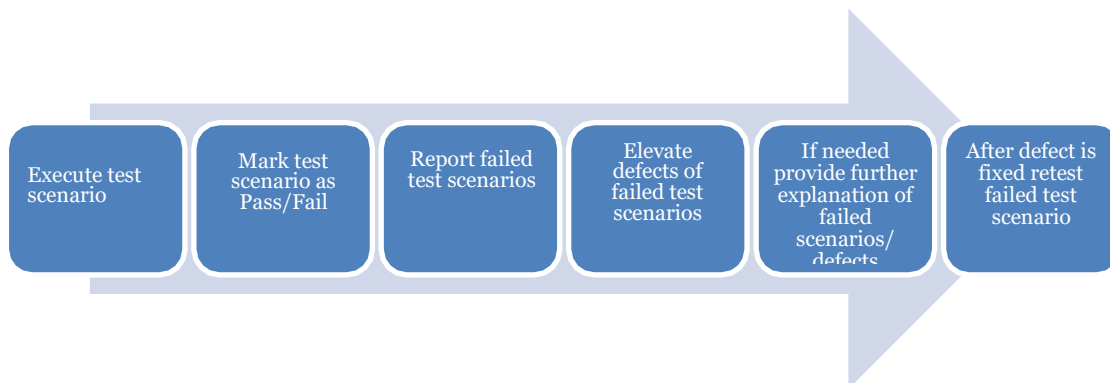 Execute test
scenario
Mark test
scenario as
Pass/Fail
Report failed
test scenarios
Elevate
defects of
failed test
scenarios
If needed
provide further
explanation of
failed
scenarios/
defects
After defect is
fixed retest
failed test
scenario